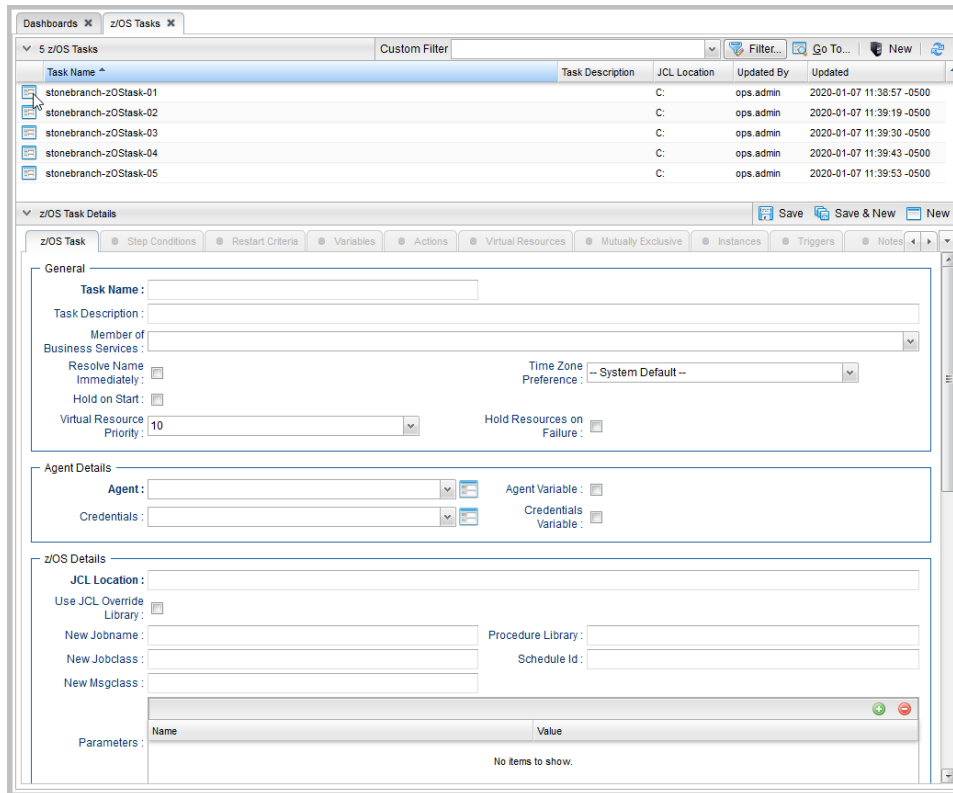 Dashboards z/OS Tasks
5 z/OS Tasks Custom Filter Filter... Go To... New
Task Name Task Description JCL Location Updated By Updated
stonebranch-zOStask-01 C: ops.admin 2020-01-07 11:38:57 -0500
stonebranch-zOStask-02 C: ops.admin 2020-01-07 11:39:19 -0500
stonebranch-zOStask-03 C: ops.admin 2020-01-07 11:39:30 -0500
stonebranch-zOStask-04 C: ops.admin 2020-01-07 11:39:43 -0500
stonebranch-zOStask-05 C: ops.admin 2020-01-07 11:39:53 -0500
z/OS Task Details Save Save & New New
z/OS Task Step Conditions Restart Criteria Variables Actions Virtual Resources Mutually Exclusive Instances Triggers Notes
General
Task Name :
Task Description :
Member of
Business Services :
Resolve Name
Immediately :
Time Zone
Preference : -- System Default --
Hold on Start :
Virtual Resource
Priority : 10
Hold Resources on
Failure :
Agent Details
Agent : Agent Variable :
Credentials :
Credentials
Variable :
z/OS Details
JCL Location :
Use JCL Override
Library :
New Jobname : Procedure Library :
New Jobclass : Schedule Id :
New Msgclass :
Name Value
Parameters :
No items to show.